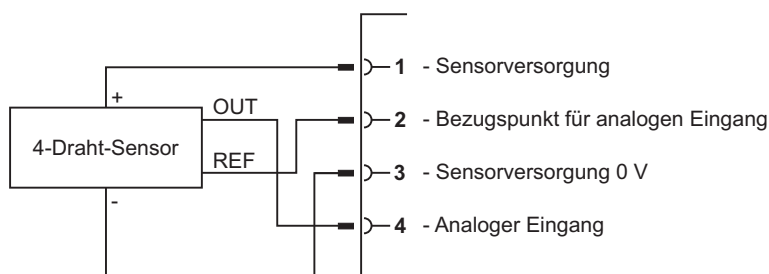 1 - Sensorversorgung
+
OUT
2 - Bezugspunkt für analogen Eingang
4-Draht-Sensor
REF
3 - Sensorversorgung 0 V
-
4 - Analoger Eingang